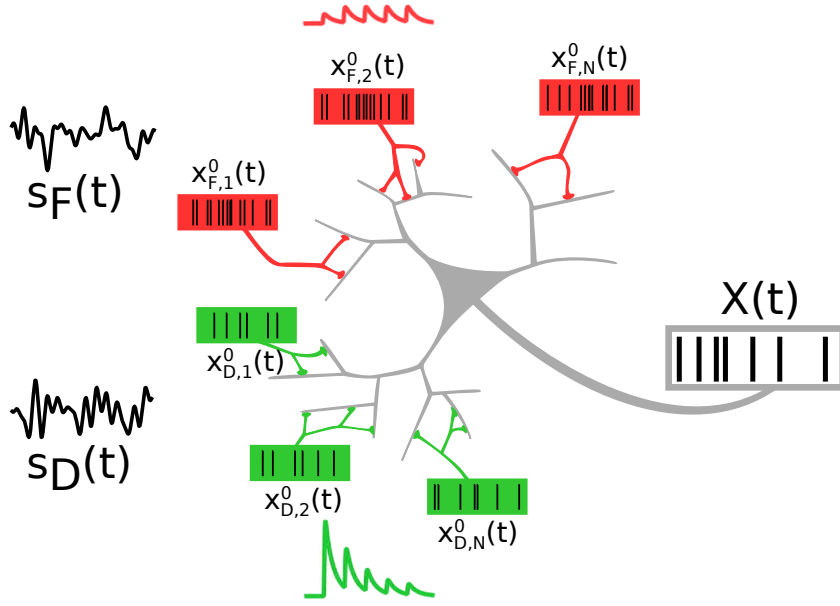 x⁰F,2(t)
x⁰F,N(t)
sF(t)
x⁰F,1(t)
X(t)
x⁰D,1(t)
sD(t)
x⁰D,2(t)
x⁰D,N(t)